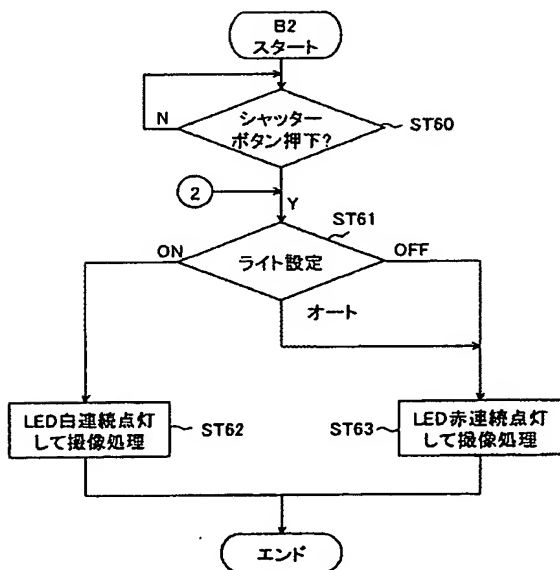 B2
スタート
N
シャッター
ボタン押下?
ST60
2
Y
ST61
ON
ライト設定
OFF
オート
LED白連続点灯
して撮像処理
ST62
ST63
LED赤連続点灯
して撮像処理
エンド